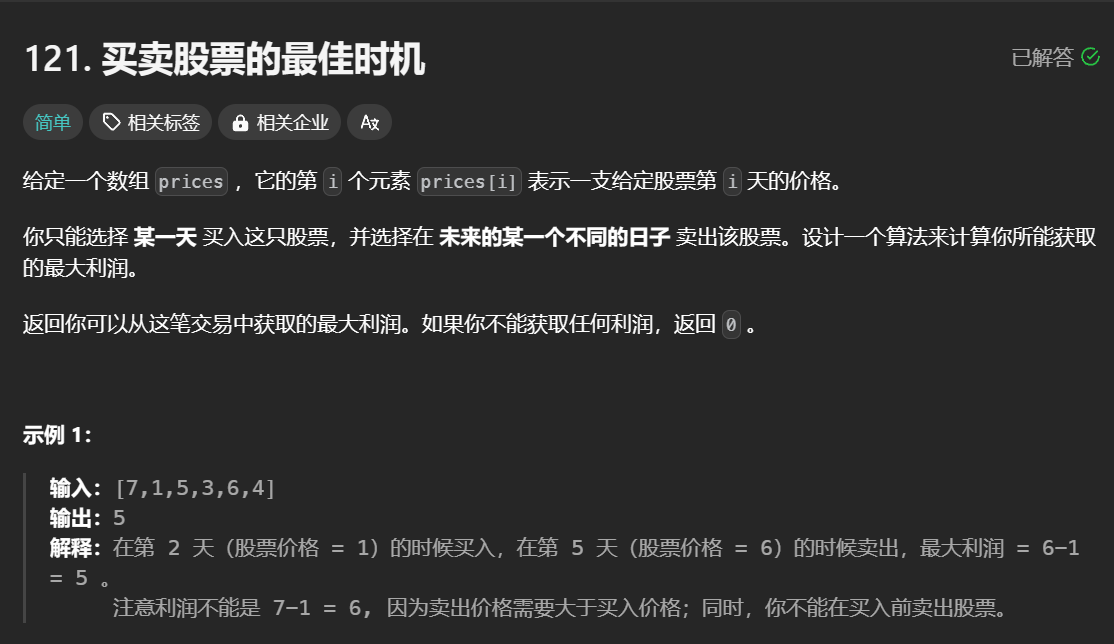 121. 买卖股票的最佳时机
已解答
简单
相关标签
相关企业
给定一个数组 prices ，它的第 i 个元素 prices[i] 表示一支给定股票第 i 天的价格。
你只能选择 某一天 买入这只股票，并选择在 未来的某一个不同的日子 卖出该股票。设计一个算法来计算你所能获取
的最大利润。
返回你可以从这笔交易中获取的最大利润。如果你不能获取任何利润，返回 0 。
示例 1：
输入：[7,1,5,3,6,4]
输出：5
解释：在第 2 天（股票价格 = 1）的时候买入，在第 5 天（股票价格 = 6）的时候卖出，最大利润 = 6-1
= 5 。
注意利润不能是 7-1 = 6, 因为卖出价格需要大于买入价格；同时，你不能在买入前卖出股票。